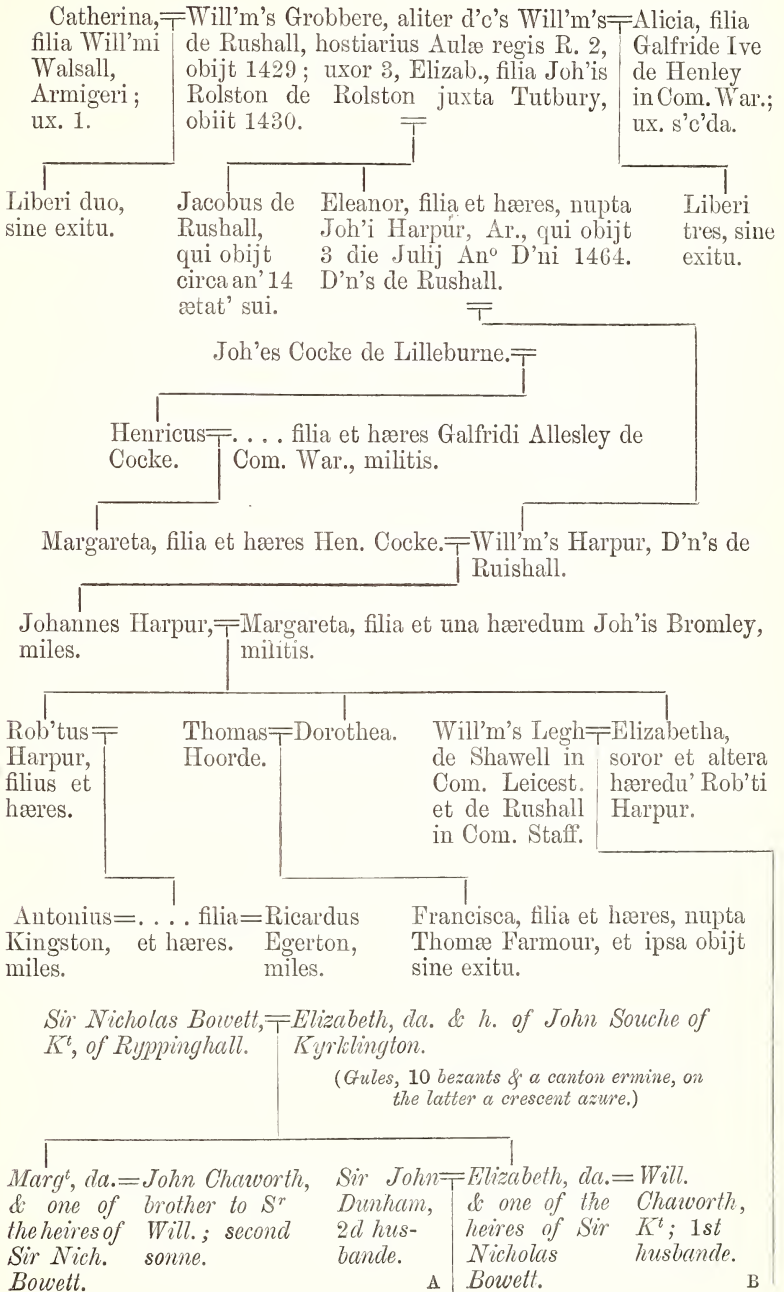 Catherina,
filia Will'mi
Walsall,
Armigeri;
ux. 1.
Will'm's Grobbere, aliter d'c's Will'm's
de Rushall, hostiarius Aulæ regis R. 2,
obijt 1429; uxor 3, Elizab., filia Joh'is
Rolston de Rolston juxta Tutbury,
obiit 1430.
Alicia, filia
Galfride Ive
de Henley
in Com. War.;
ux. s'c'da.
Liberi duo,
sine exitu.
Jacobus de
Rushall,
qui obijt
circa an' 14
ætat' sui.
Eleanor, filia et hæres, nupta
Joh'i Harpur, Ar., qui obijt
3 die Julij Anº D'ni 1464.
D'n's de Rushall.
Liberi
tres, sine
exitu.
Joh'es Cocke de Lilleburne.
Henricus
Cocke.
. . . . filia et hæres Galfridi Allesley de
Com. War., militis.
Margareta, filia et hæres Hen. Cocke.
Will'm's Harpur, D'n's de
Ruishall.
Johannes Harpur,
miles.
Margareta, filia et una hæredum Joh'is Bromley,
militis.
Rob'tus
Harpur,
filius et
hæres.
Thomas
Hoorde.
Dorothea.
Will'm's Legh
de Shawell in
Com. Leicest.
et de Rushall
in Com. Staff.
Elizabetha,
soror et altera
hæredu' Rob'ti
Harpur.
Antonius
Kingston,
miles.
=. . . . filia=
et hæres.
Ricardus
Egerton,
miles.
Francisca, filia et hæres, nupta
Thomæ Farmour, et ipsa obijt
sine exitu.
Sir Nicholas Bowett,
Kt, of Ryppinghall.
Elizabeth, da. & h. of John Souche of
Kyrklington.
(Gules, 10 bezants & a canton ermine, on
the latter a crescent azure.)
Margt, da.=
& one of
the heires of
Sir Nich.
Bowett.
John Chaworth,
brother to Sr
Will.; second
sonne.
Sir John
Dunham,
2d hus-
bande.
A
Elizabeth, da.=
& one of the
heires of Sir
Nicholas
Bowett.
Will.
Chaworth,
Kt; 1st
husbande.
B